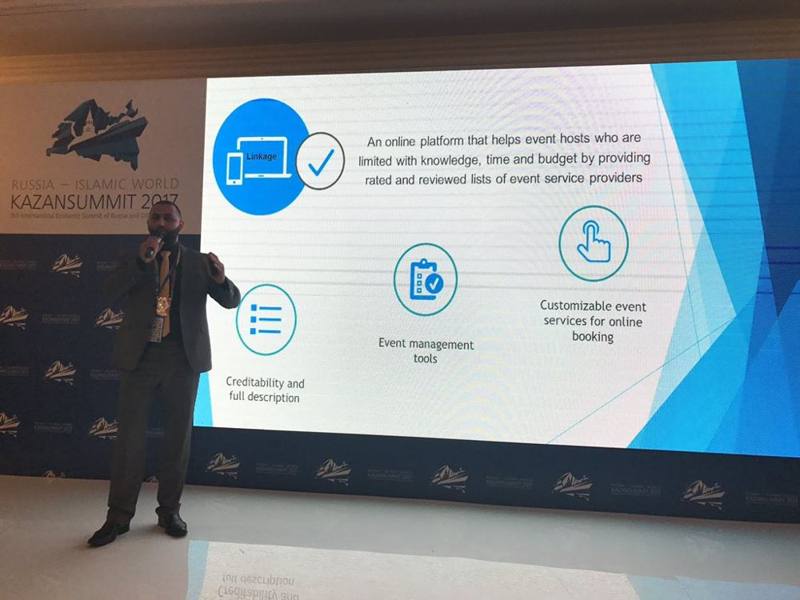 RUSSIA – ISLAMIC WORLD
KAZANSUMMIT 2017
Linkage
An online platform that helps event hosts who are
limited with knowledge, time and budget by providing
rated and reviewed lists of event service providers
Creditability and
full description
Event management
tools
Customizable event
services for online
booking